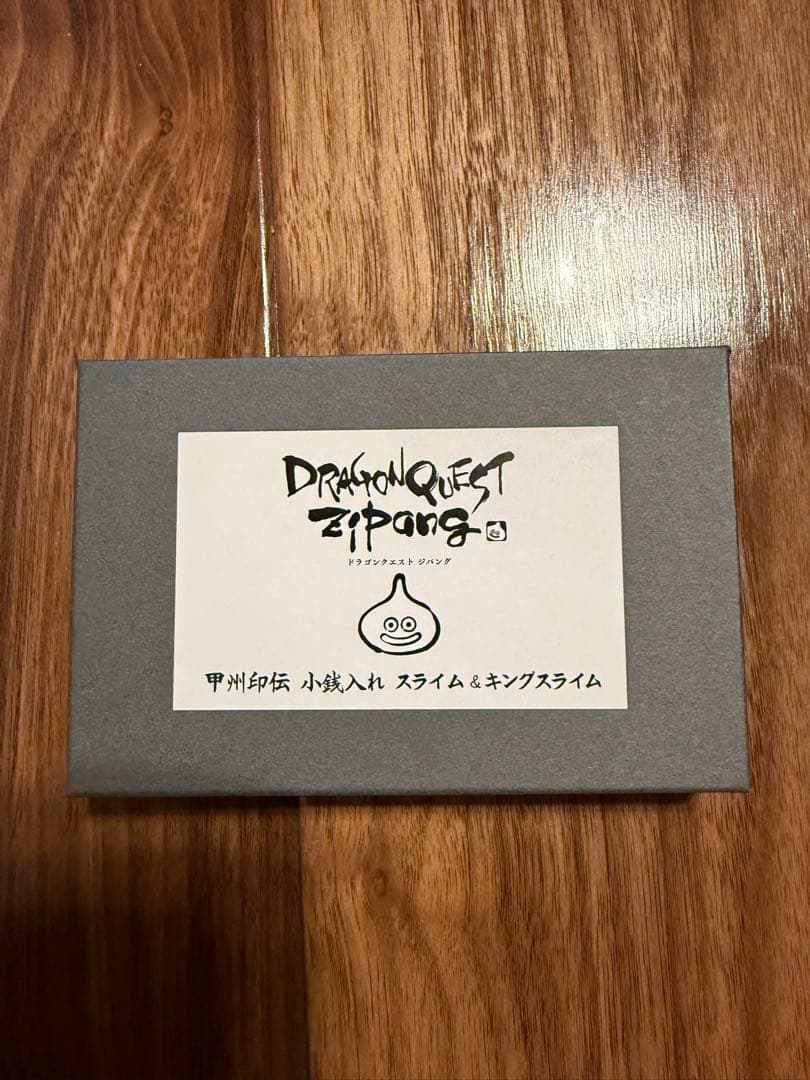 DRAGON QUEST
zipang
ドラゴンクエスト ジパング
甲州印伝 小銭入れ スライム&キングスライム